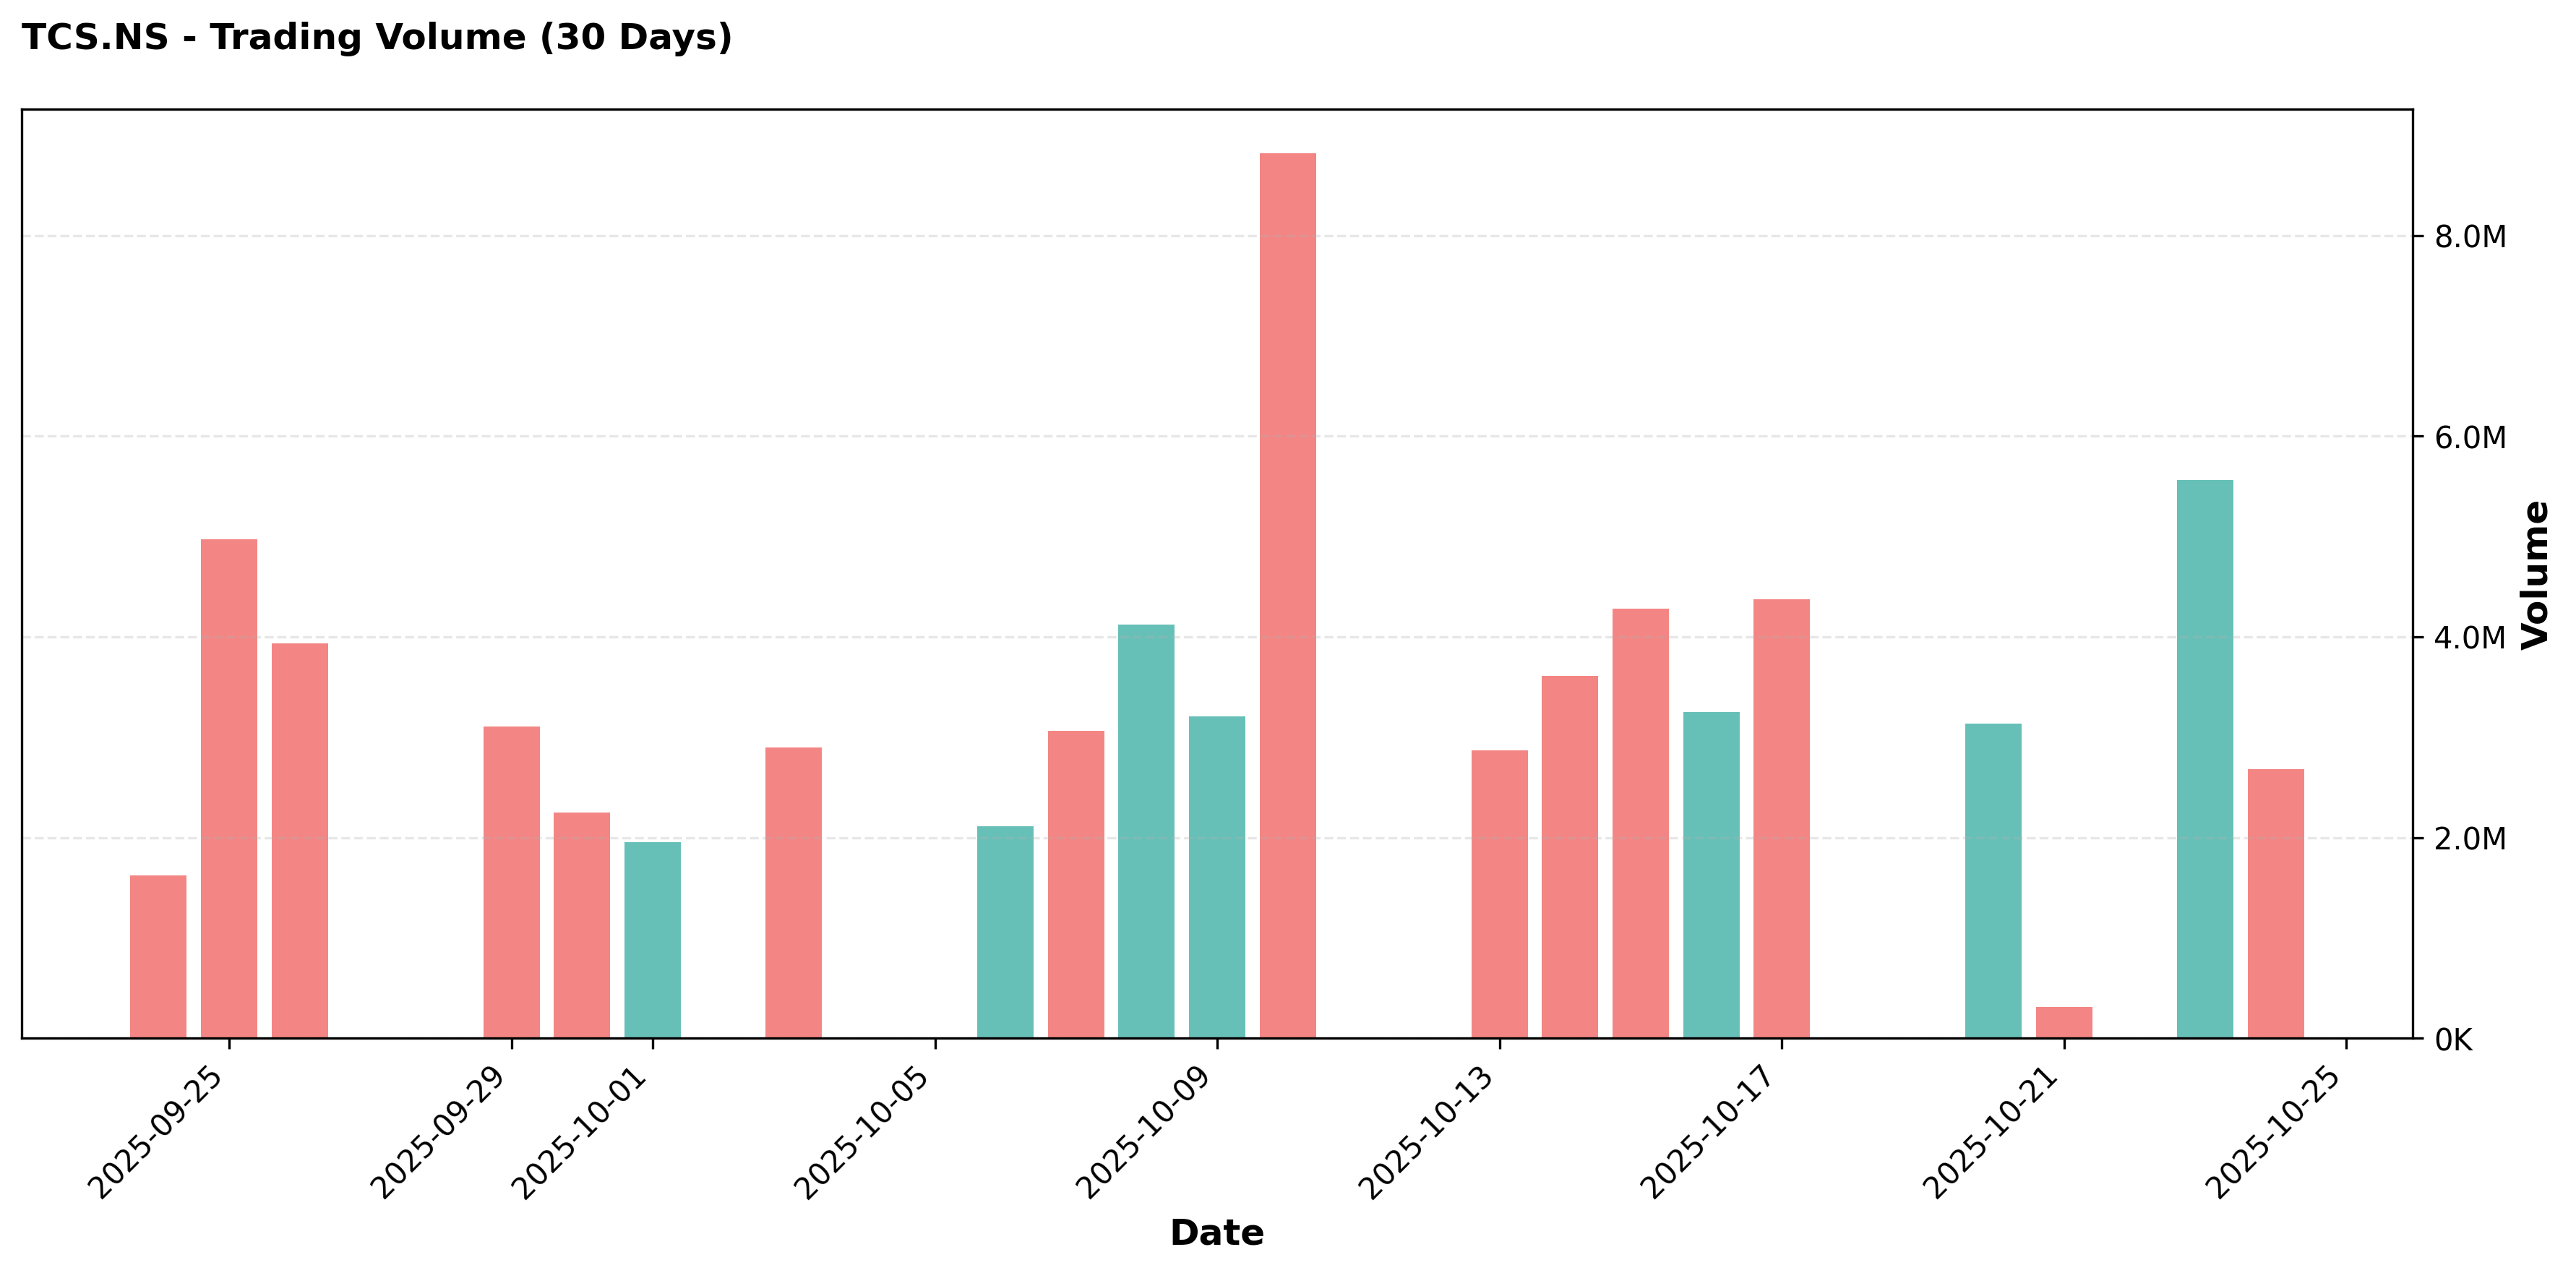 TCS.NS - Trading Volume (30 Days)
8.0M
6.0M
4.0M
2.0M
0K
Volume
2025-09-25
2025-09-29
2025-10-01
2025-10-05
2025-10-09
2025-10-13
2025-10-17
2025-10-21
2025-10-25
Date